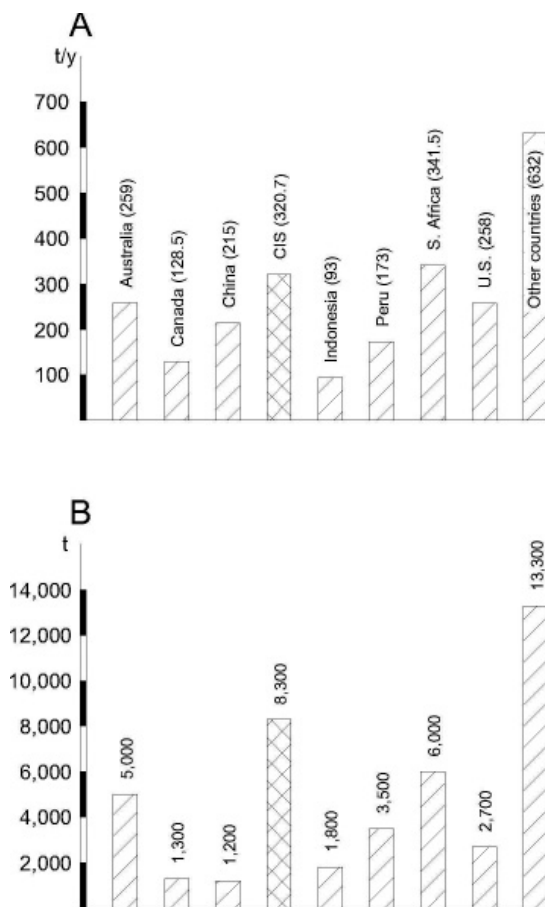 A
t/y
700
600
500
400
300
200
100
Australia (259)
Canada (128.5)
China (215)
CIS (320.7)
Indonesia (93)
Peru (173)
S. Africa (341.5)
U.S. (258)
Other countries (632)
B
t
14,000
12,000
10,000
8,000
6,000
4,000
2,000
5,000
1,300
1,200
8,300
1,800
3,500
6,000
2,700
13,300